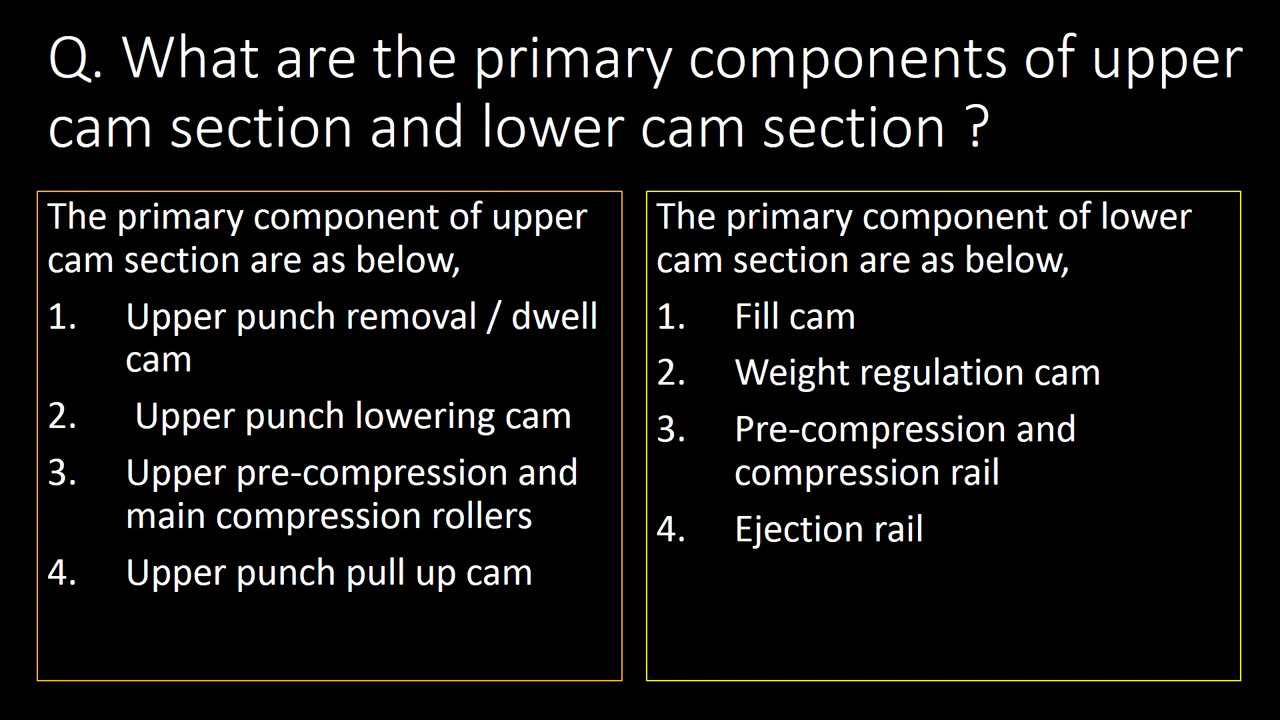 Q. What are the primary components of upper
cam section and lower cam section ?
The primary component of upper
cam section are as below,
1. Upper punch removal / dwell
cam
2. Upper punch lowering cam
3. Upper pre-compression and
main compression rollers
4. Upper punch pull up cam
The primary component of lower
cam section are as below,
1. Fill cam
2. Weight regulation cam
3. Pre-compression and
compression rail
4. Ejection rail